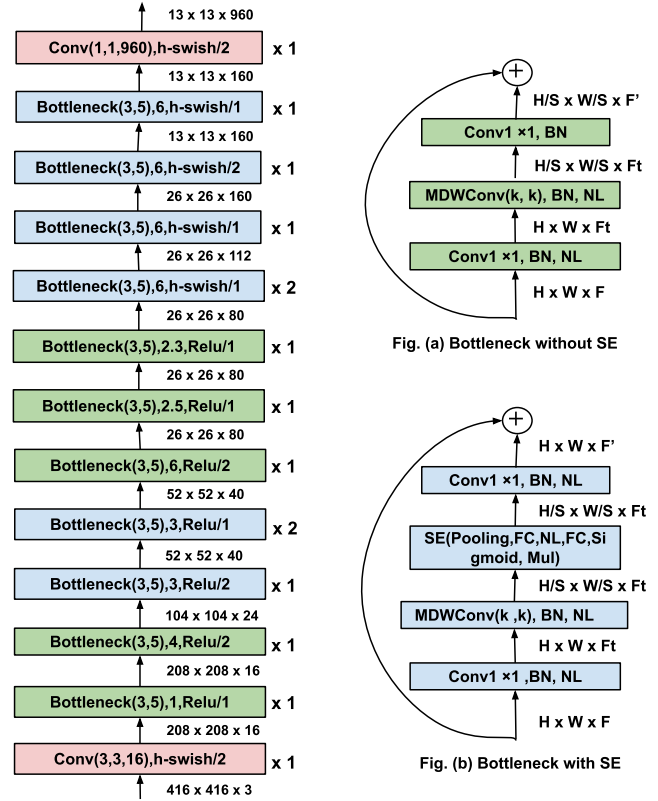 13 x 13 x 960
Conv(1,1,960),h-swish/2 x 1
13 x 13 x 160
Bottleneck(3,5),6,h-swish/1 x 1
13 x 13 x 160
Bottleneck(3,5),6,h-swish/2 x 1
26 x 26 x 160
Bottleneck(3,5),6,h-swish/1 x 1
26 x 26 x 112
Bottleneck(3,5),6,h-swish/1 x 2
26 x 26 x 80
Bottleneck(3,5),2.3,Relu/1 x 1
26 x 26 x 80
Bottleneck(3,5),2.5,Relu/1 x 1
26 x 26 x 80
Bottleneck(3,5),6,Relu/2 x 1
52 x 52 x 40
Bottleneck(3,5),3,Relu/1 x 2
52 x 52 x 40
Bottleneck(3,5),3,Relu/2 x 1
104 x 104 x 24
Bottleneck(3,5),4,Relu/2 x 1
208 x 208 x 16
Bottleneck(3,5),1,Relu/1 x 1
208 x 208 x 16
Conv(3,3,16),h-swish/2 x 1
416 x 416 x 3
+
H/S x W/S x F'
Conv1 ×1, BN
H/S x W/S x Ft
MDWConv(k, k), BN, NL
H x W x Ft
Conv1 ×1, BN, NL
H x W x F
Fig. (a) Bottleneck without SE
+
H x W x F'
Conv1 ×1, BN, NL
H/S x W/S x Ft
SE(Pooling,FC,NL,FC,Si
gmoid, Mul)
H/S x W/S x Ft
MDWConv(k ,k), BN, NL
H x W x Ft
Conv1 ×1 ,BN, NL
H x W x F
Fig. (b) Bottleneck with SE